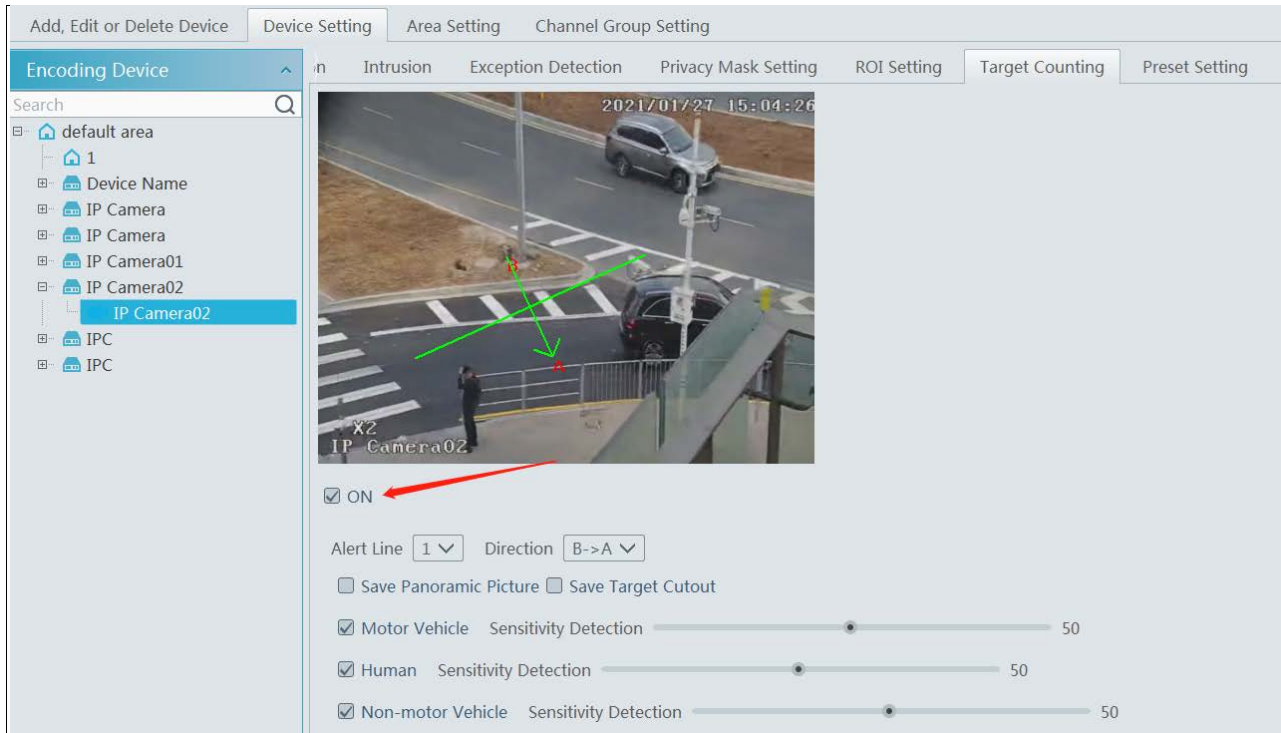 Add, Edit or Delete Device Device Setting Area Setting Channel Group Setting
Encoding Device
n Intrusion Exception Detection Privacy Mask Setting ROI Setting Target Counting Preset Setting
Search
default area
1
Device Name
IP Camera
IP Camera
IP Camera01
IP Camera02
IP Camera02
IPC
IPC
2021/01/27 15:04:26
B
A
X2
IP Camera02
ON
Alert Line 1 Direction B->A
Save Panoramic Picture Save Target Cutout
Motor Vehicle Sensitivity Detection 50
Human Sensitivity Detection 50
Non-motor Vehicle Sensitivity Detection 50